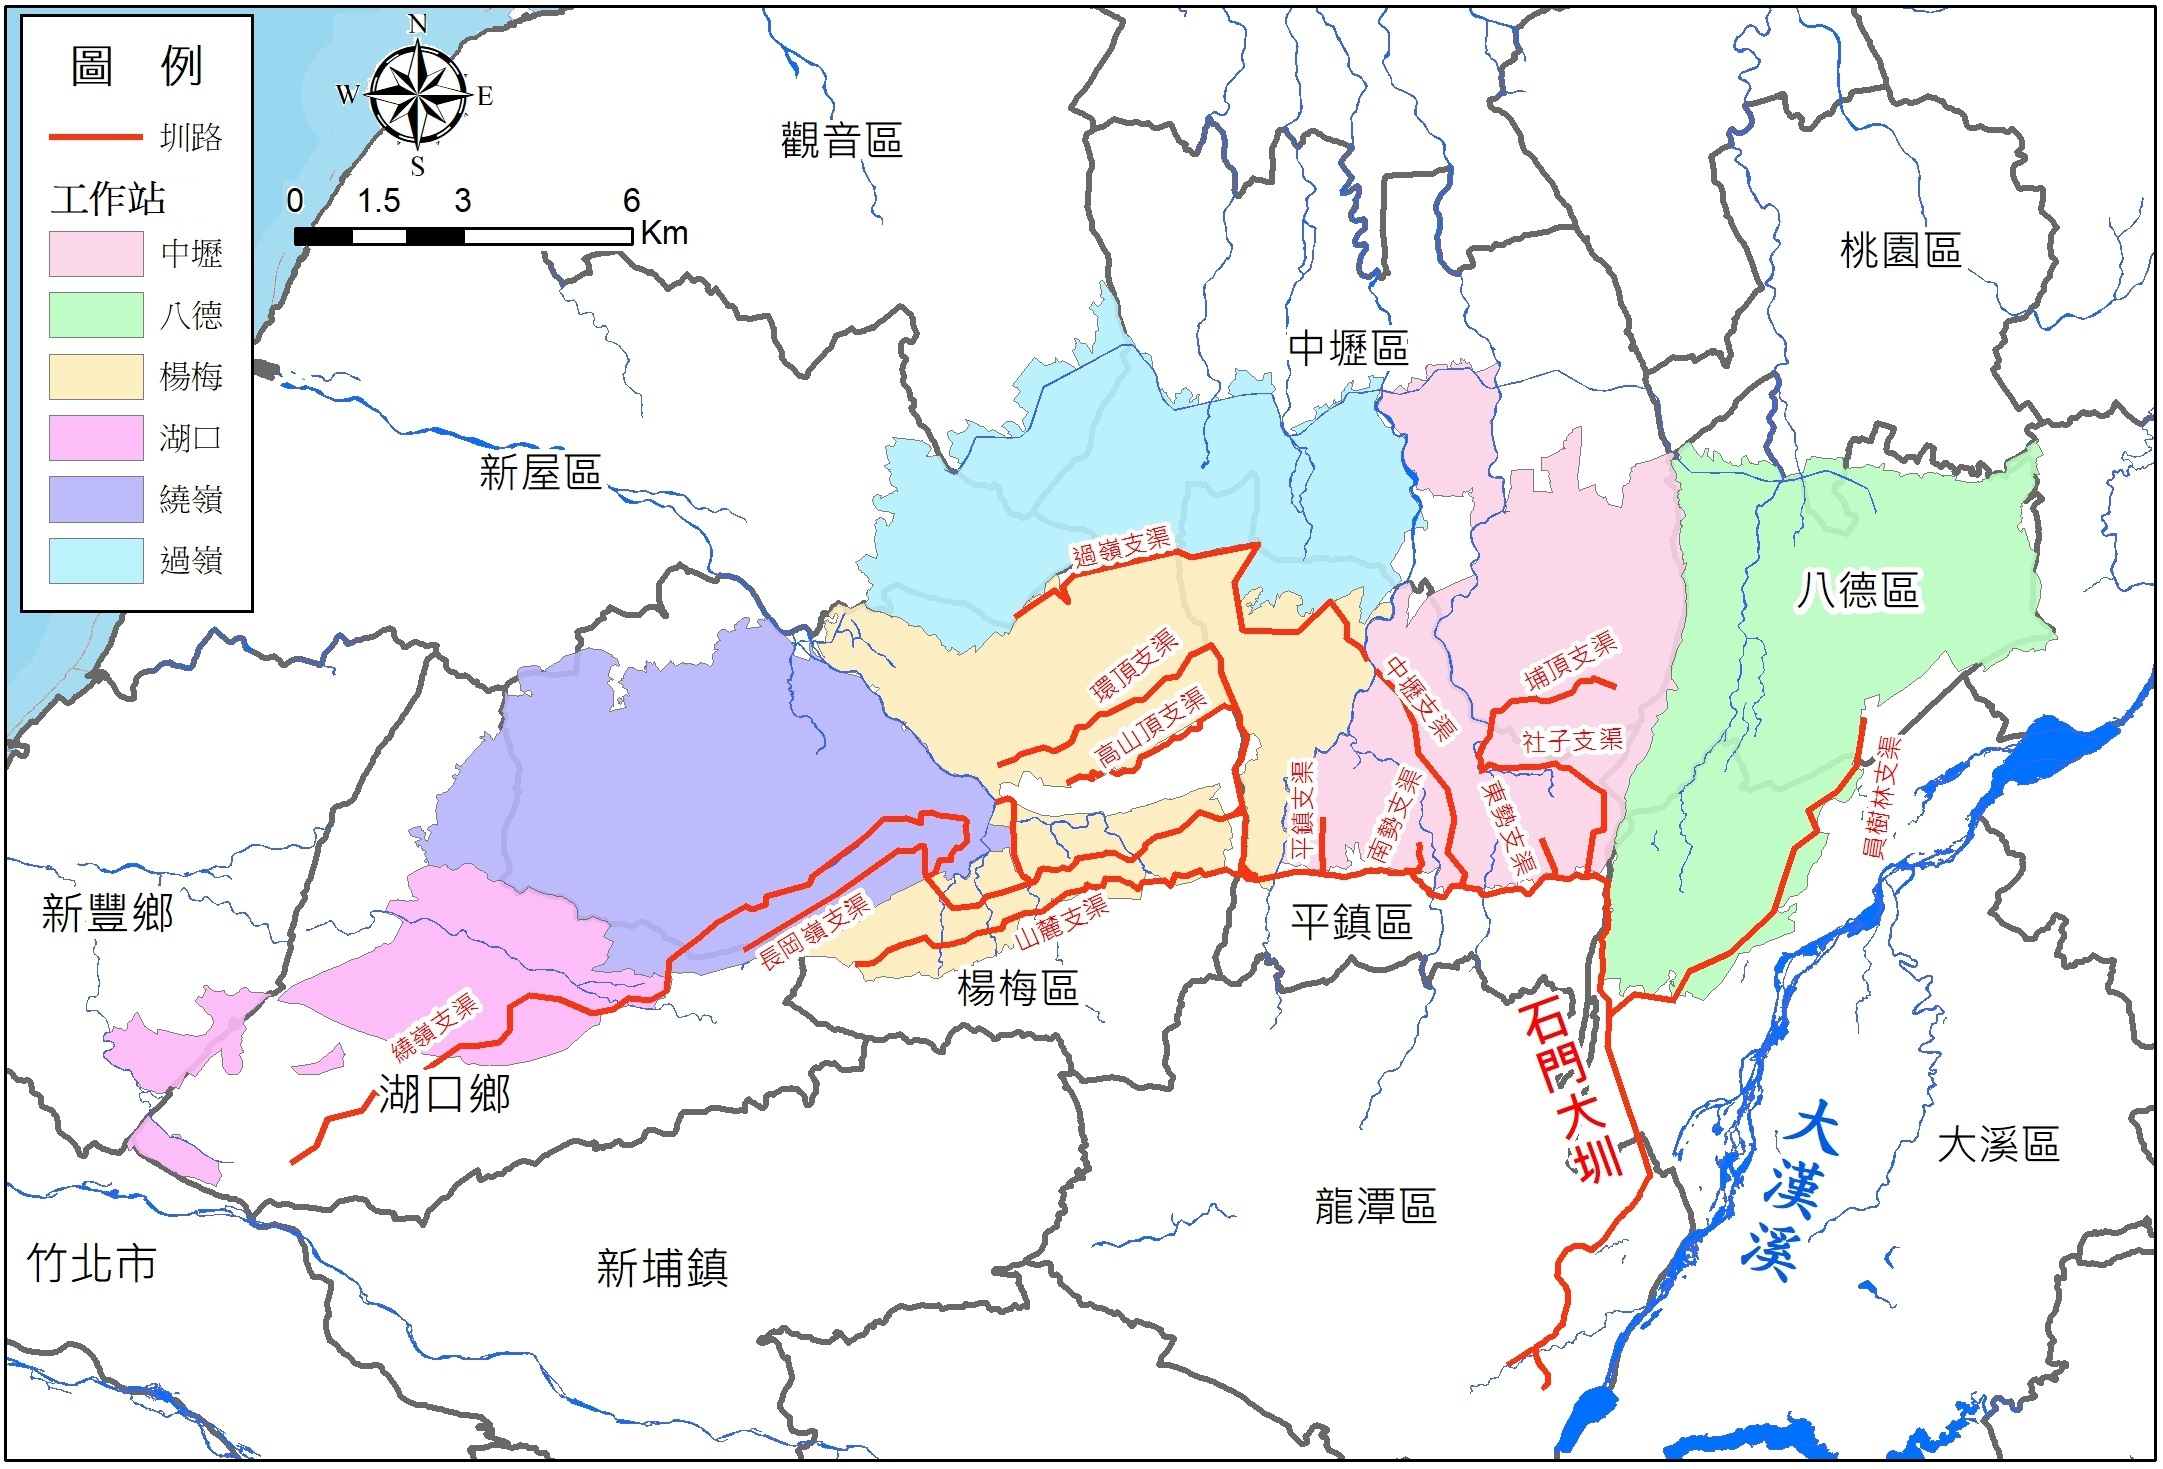 圖 例
圳路
工作站
中壢
八德
楊梅
湖口
繞嶺
過嶺
N
W E
S
0 1.5 3 6
Km
觀音區
桃園區
中壢區
新屋區
過嶺支渠
八德區
環頂支渠
中壢支渠
埔頂支渠
高山頂支渠
社子支渠
平鎮支渠
南勢支渠
東勢支渠
員樹林支渠
新豐鄉
長岡嶺支渠
山麓支渠
平鎮區
楊梅區
繞嶺支渠
石門大圳
湖口鄉
大漢溪
大溪區
龍潭區
竹北市
新埔鎮